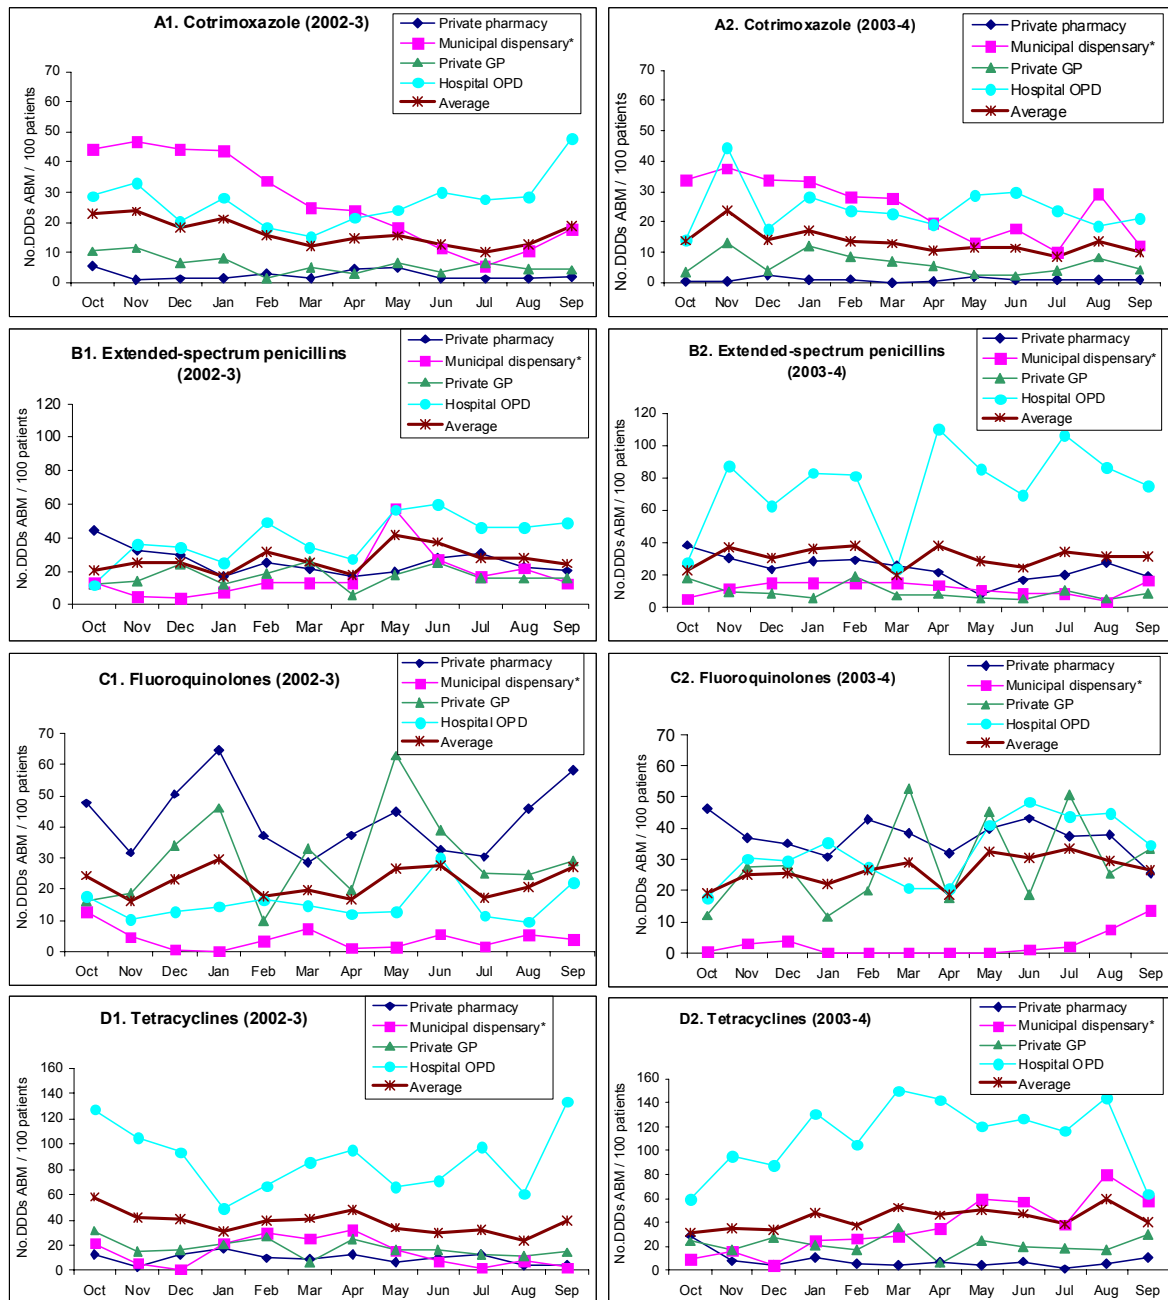 A1. Cotrimoxazole (2002-3)
Private pharmacy
Municipal dispensary*
Private GP
Hospital OPD
Average
No.DDDs ABM / 100 patients
70
60
50
40
30
20
10
0
Oct Nov Dec Jan Feb Mar Apr May Jun Jul Aug Sep
A2. Cotrimoxazole (2003-4)
Private pharmacy
Municipal dispensary*
Private GP
Hospital OPD
Average
No.DDDs ABM / 100 patients
70
60
50
40
30
20
10
0
Oct Nov Dec Jan Feb Mar Apr May Jun Jul Aug Sep
B1. Extended-spectrum penicillins
(2002-3)
Private pharmacy
Municipal dispensary*
Private GP
Hospital OPD
Average
No.DDDs ABM / 100 patients
120
100
80
60
40
20
0
Oct Nov Dec Jan Feb Mar Apr May Jun Jul Aug Sep
B2. Extended-spectrum penicillins
(2003-4)
Private pharmacy
Municipal dispensary*
Private GP
Hospital OPD
Average
No.DDDs ABM / 100 patients
120
100
80
60
40
20
0
Oct Nov Dec Jan Feb Mar Apr May Jun Jul Aug Sep
C1. Fluoroquinolones (2002-3)
Private pharmacy
Municipal dispensary*
Private GP
Hospital OPD
Average
No.DDDs ABM / 100 patients
70
60
50
40
30
20
10
0
Oct Nov Dec Jan Feb Mar Apr May Jun Jul Aug Sep
C2. Fluoroquinolones (2003-4)
Private pharmacy
Municipal dispensary*
Private GP
Hospital OPD
Average
No.DDDs ABM / 100 patients
70
60
50
40
30
20
10
0
Oct Nov Dec Jan Feb Mar Apr May Jun Jul Aug Sep
D1. Tetracyclines (2002-3)
Private pharmacy
Municipal dispensary*
Private GP
Hospital OPD
Average
No.DDDs ABM / 100 patients
160
140
120
100
80
60
40
20
0
Oct Nov Dec Jan Feb Mar Apr May Jun Jul Aug Sep
D2. Tetracyclines (2003-4)
Private pharmacy
Municipal dispensary*
Private GP
Hospital OPD
Average
No.DDDs ABM / 100 patients
160
140
120
100
80
60
40
20
0
Oct Nov Dec Jan Feb Mar Apr May Jun Jul Aug Sep